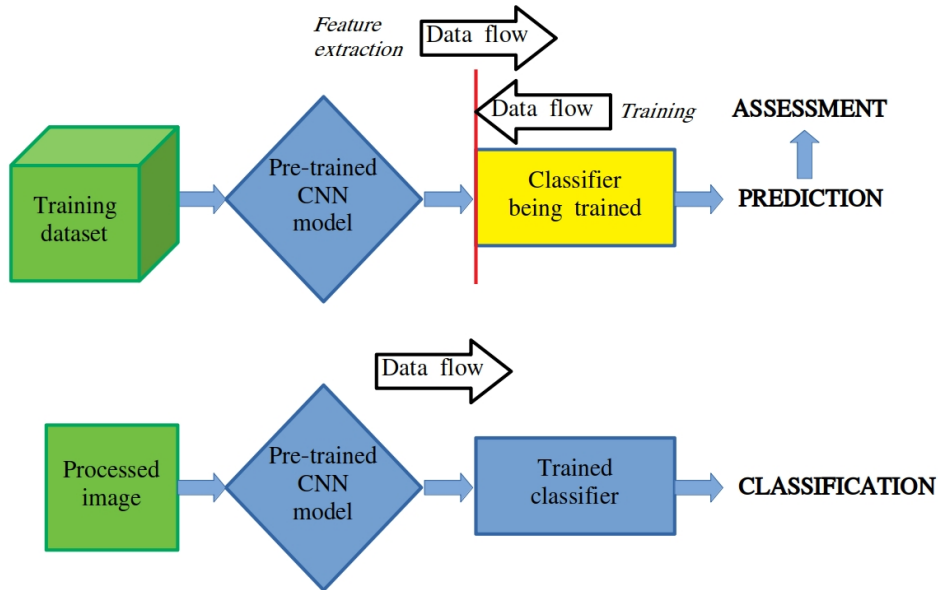 Feature
extraction
Data flow
Data flow
Training
ASSESSMENT
Training
dataset
Pre-trained
CNN
model
Classifier
being trained
PREDICTION
Data flow
Processed
image
Pre-trained
CNN
model
Trained
classifier
CLASSIFICATION